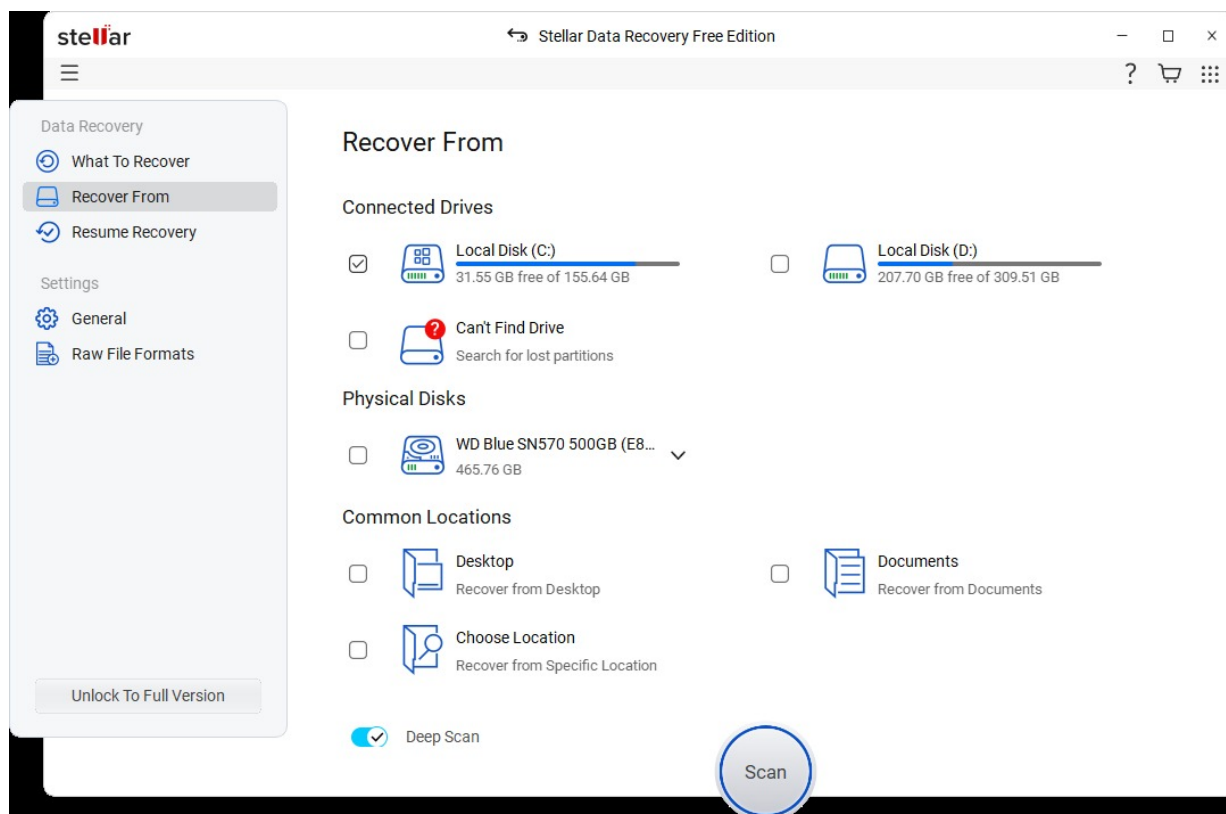 stellar
Stellar Data Recovery Free Edition
?
Data Recovery
What To Recover
Recover From
Resume Recovery
Settings
General
Raw File Formats
Unlock To Full Version
Recover From
Connected Drives
Local Disk (C:)
31.55 GB free of 155.64 GB
Local Disk (D:)
207.70 GB free of 309.51 GB
?
Can't Find Drive
Search for lost partitions
Physical Disks
WD Blue SN570 500GB (E8...
465.76 GB
Common Locations
Desktop
Recover from Desktop
Documents
Recover from Documents
Choose Location
Recover from Specific Location
Deep Scan
Scan